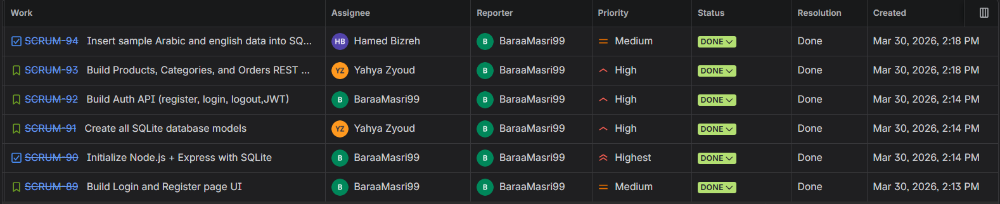 Work Assignee Reporter Priority Status Resolution Created
SCRUM-94 Insert sample Arabic and english data into SQ... HB Hamed Bizreh B BaraaMasri99 Medium DONE Done Mar 30, 2026, 2:18 PM
SCRUM-93 Build Products, Categories, and Orders REST ... YZ Yahya Zyoud B BaraaMasri99 High DONE Done Mar 30, 2026, 2:18 PM
SCRUM-92 Build Auth API (register, login, logout,JWT) B BaraaMasri99 B BaraaMasri99 High DONE Done Mar 30, 2026, 2:14 PM
SCRUM-91 Create all SQLite database models YZ Yahya Zyoud B BaraaMasri99 High DONE Done Mar 30, 2026, 2:14 PM
SCRUM-90 Initialize Node.js + Express with SQLite B BaraaMasri99 B BaraaMasri99 Highest DONE Done Mar 30, 2026, 2:14 PM
SCRUM-89 Build Login and Register page UI B BaraaMasri99 B BaraaMasri99 Medium DONE Done Mar 30, 2026, 2:13 PM